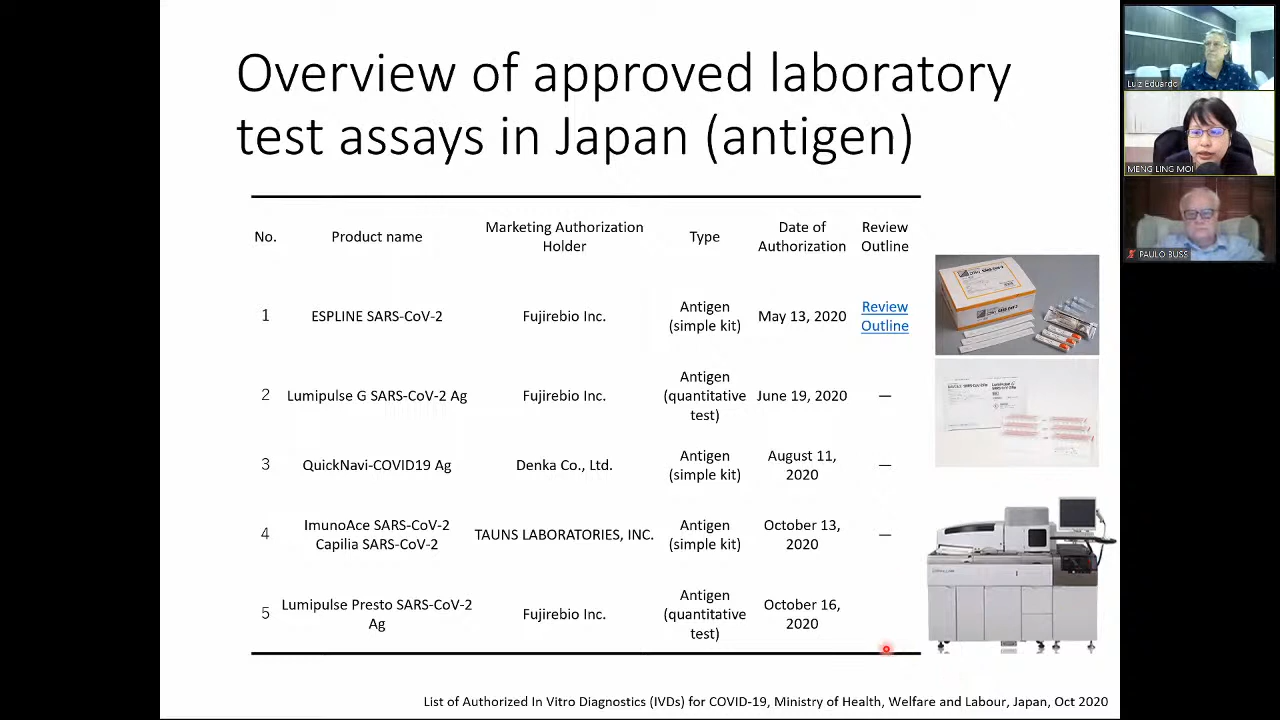 Overview of approved laboratory
test assays in Japan (antigen)
No. Product name Marketing Authorization Holder Type Date of Authorization Review Outline
1 ESPLINE SARS-CoV-2 Fujirebio Inc. Antigen (simple kit) May 13, 2020 Review Outline
2 Lumipulse G SARS-CoV-2 Ag Fujirebio Inc. Antigen (quantitative test) June 19, 2020 —
3 QuickNavi-COVID19 Ag Denka Co., Ltd. Antigen (simple kit) August 11, 2020 —
4 ImunoAce SARS-CoV-2 Capilia SARS-CoV-2 TAUNS LABORATORIES, INC. Antigen (simple kit) October 13, 2020 —
5 Lumipulse Presto SARS-CoV-2 Ag Fujirebio Inc. Antigen (quantitative test) October 16, 2020
List of Authorized In Vitro Diagnostics (IVDs) for COVID-19, Ministry of Health, Welfare and Labour, Japan, Oct 2020
Luiz Eduardo
MENG LING MOI
PAULO BUSS